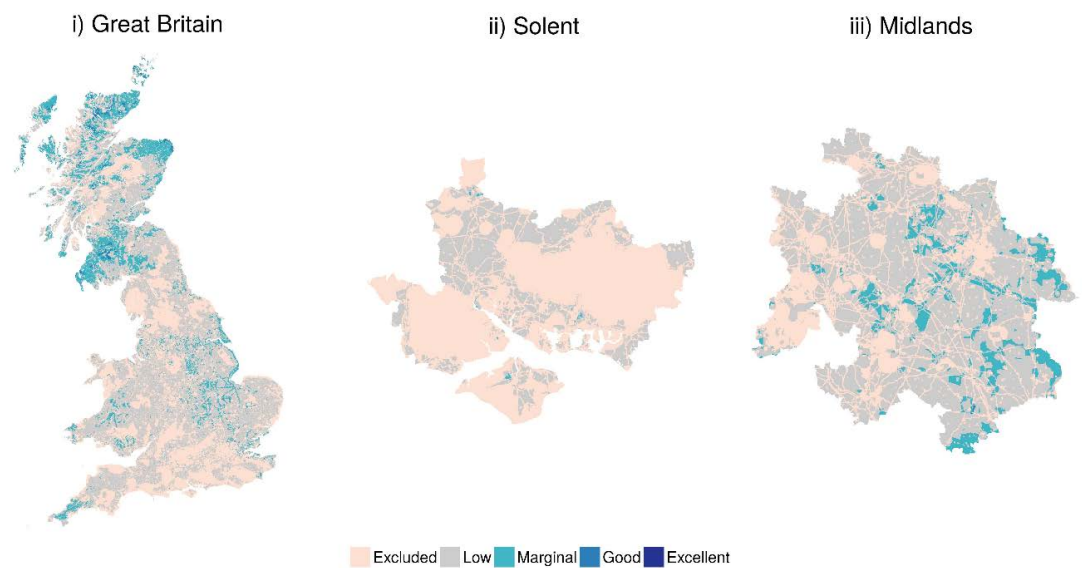 i) Great Britain
ii) Solent
iii) Midlands
Excluded Low Marginal Good Excellent